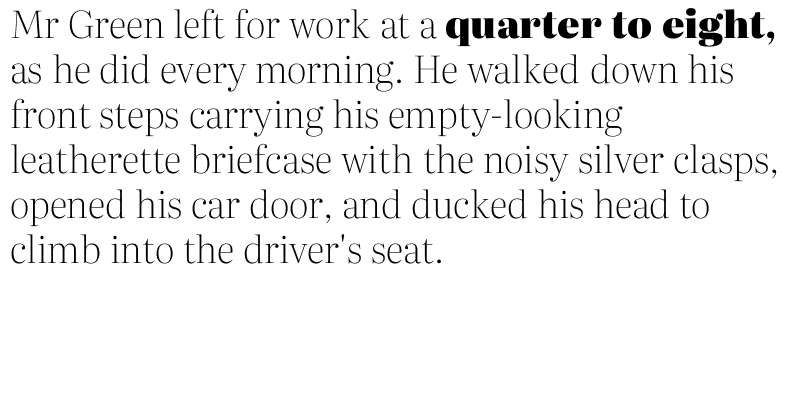 Mr Green left for work at a quarter to eight,
as he did every morning. He walked down his
front steps carrying his empty-looking
leatherette briefcase with the noisy silver clasps,
opened his car door, and ducked his head to
climb into the driver's seat.